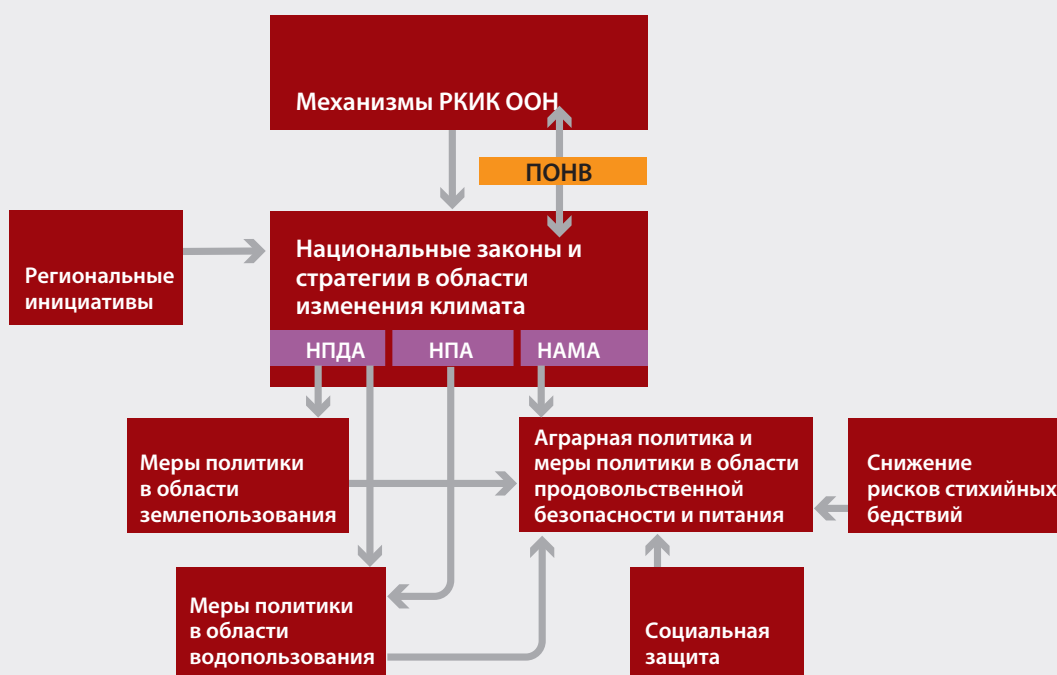 Механизмы РКИК ООН
ПОНВ
Региональные
инициативы
Национальные законы и
стратегии в области
изменения климата
НПДА
НПА
НАМА
Меры политики
в области
землепользования
Аграрная политика и
меры политики в области
продовольственной
безопасности и питания
Снижение
рисков стихийных
бедствий
Меры политики
в области
водопользования
Социальная
защита